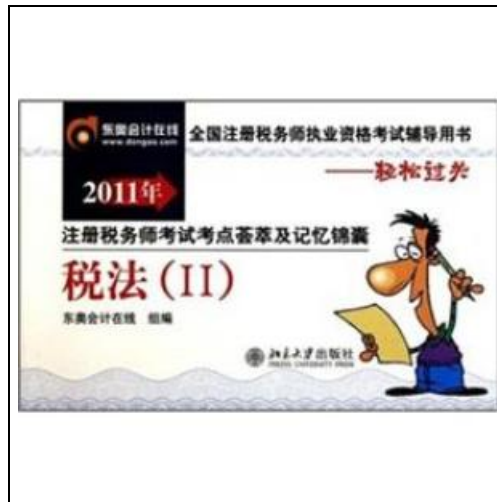 东奥会计在线
www.dongao.com
全国注册税务师执业资格考试辅导用书
——轻松过关
2011年
注册税务师考试考点荟萃及记忆锦囊
税法(II)
东奥会计在线 组编
北京大学出版社
PEKING UNIVERSITY PRESS